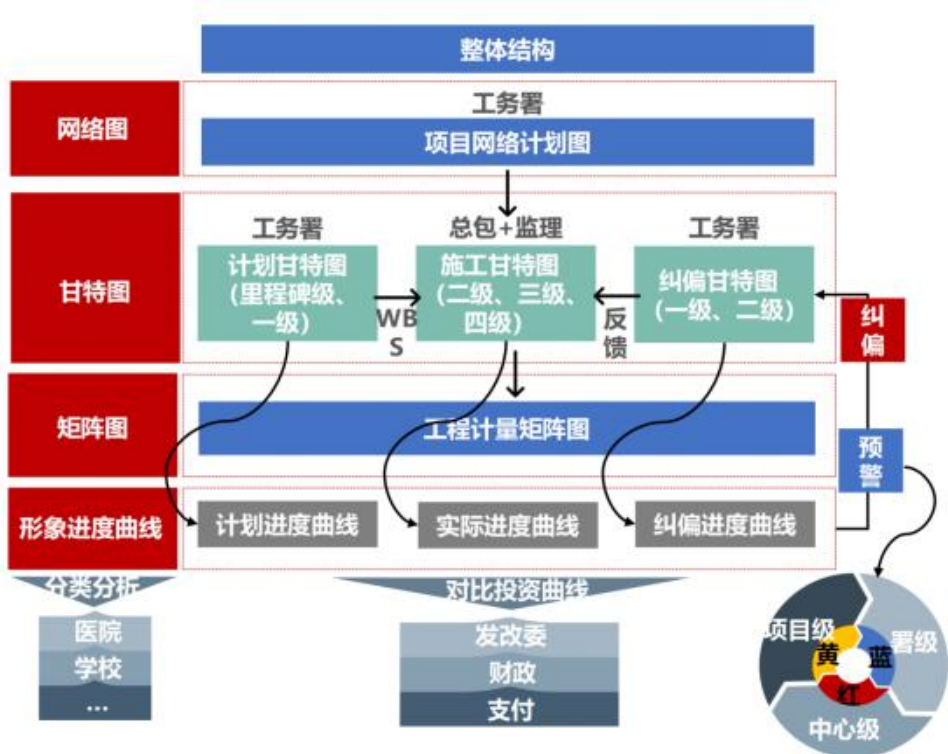 整体结构
网络图
工务署
项目网络计划图
甘特图
工务署
计划甘特图
(里程碑级、
一级)
WB
S
总包+监理
施工甘特图
(二级、三级、
四级)
反
馈
工务署
纠偏甘特图
(一级、二级)
纠
偏
矩阵图
工程计量矩阵图
预
警
形象进度曲线
计划进度曲线
实际进度曲线
纠偏进度曲线
分类分析
医院
学校
...
对比投资曲线
发改委
财政
支付
项目级
署级
中心级
黄
蓝
红